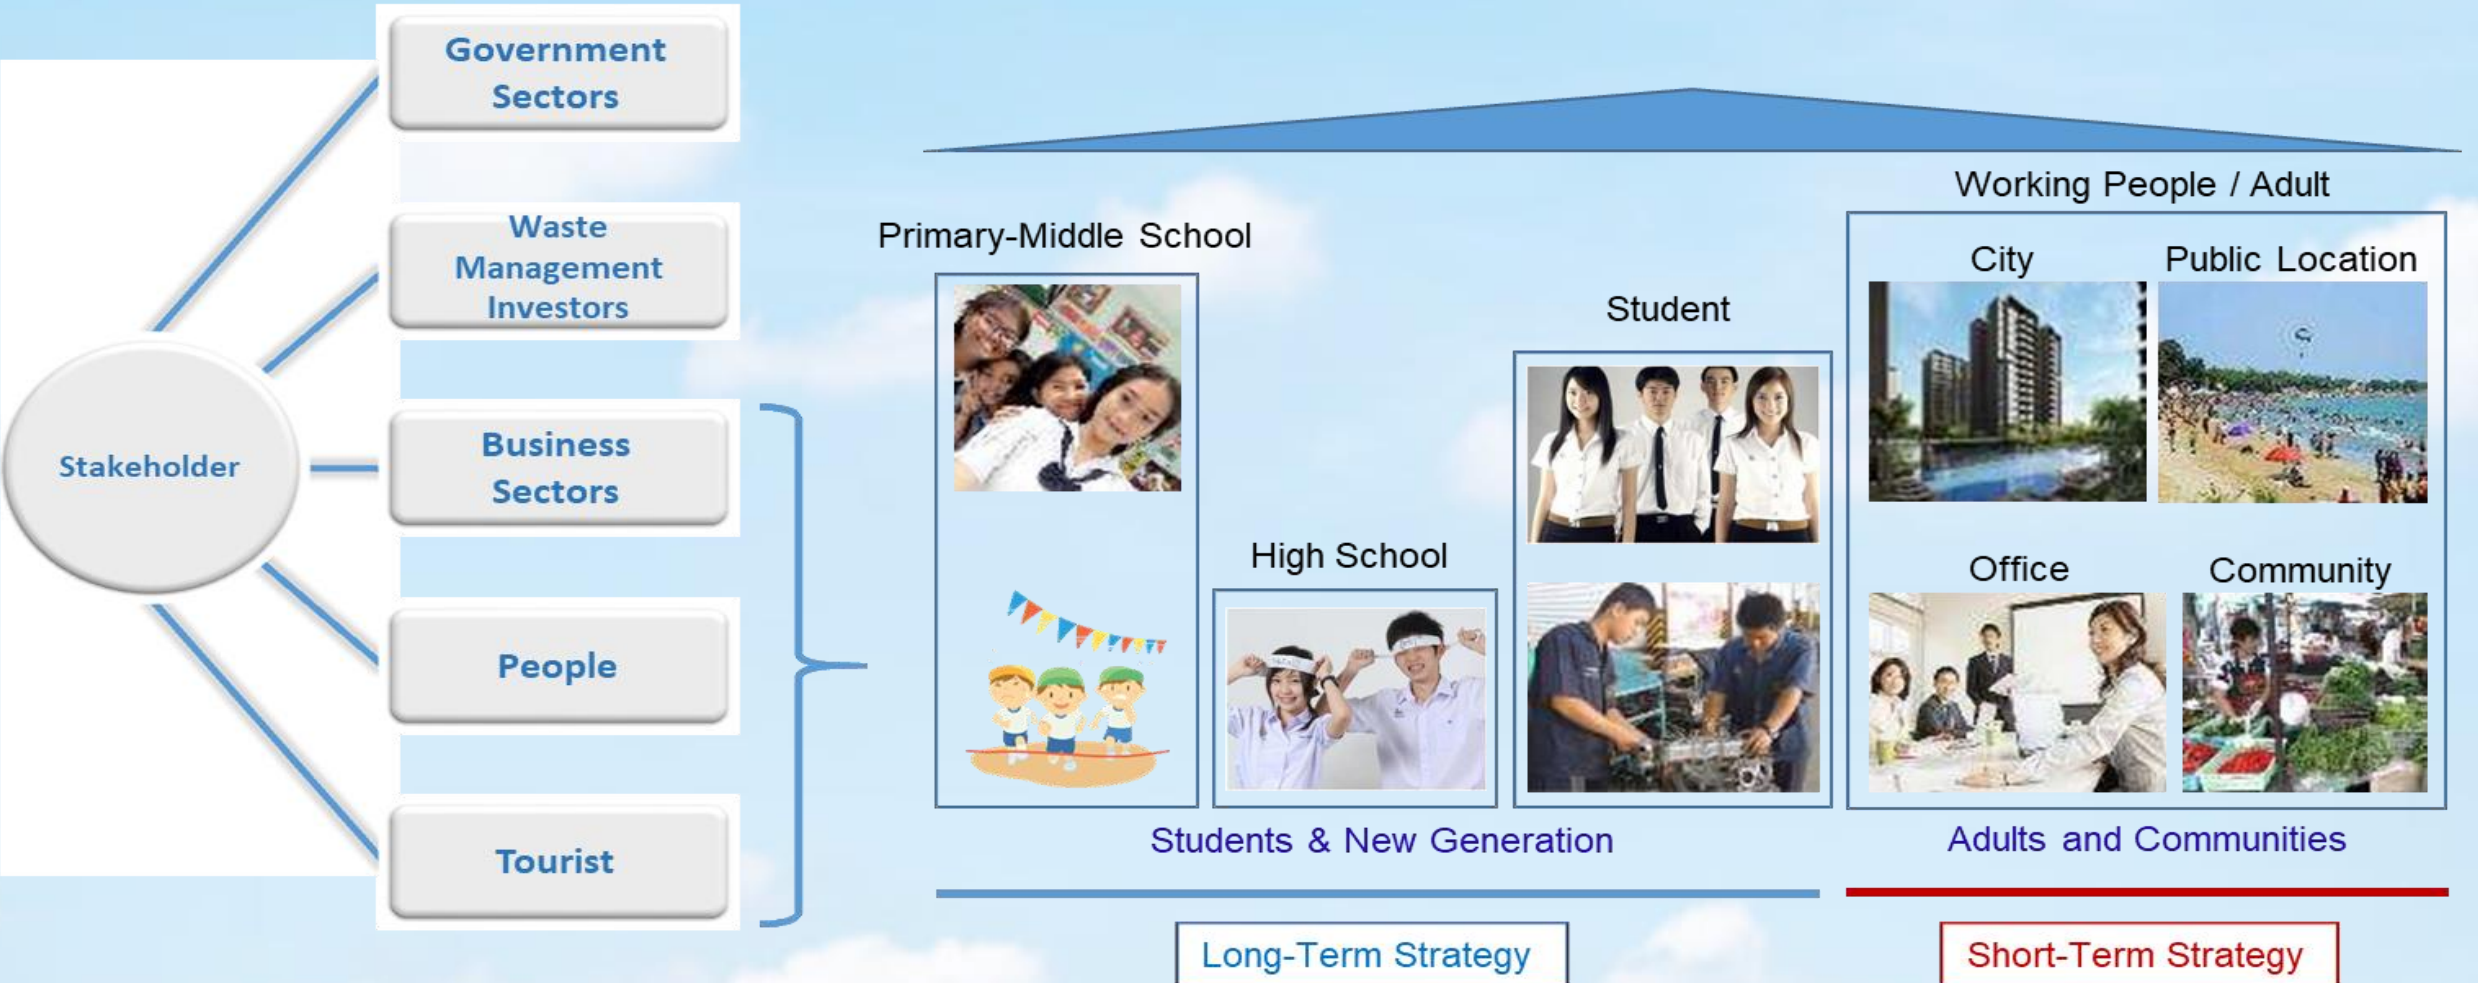 Government
Sectors
Waste
Management
Investors
Stakeholder
Business
Sectors
People
Tourist
Working People / Adult
Primary-Middle School
City
Public Location
Student
High School
Office
Community
Students & New Generation
Adults and Communities
Long-Term Strategy
Short-Term Strategy